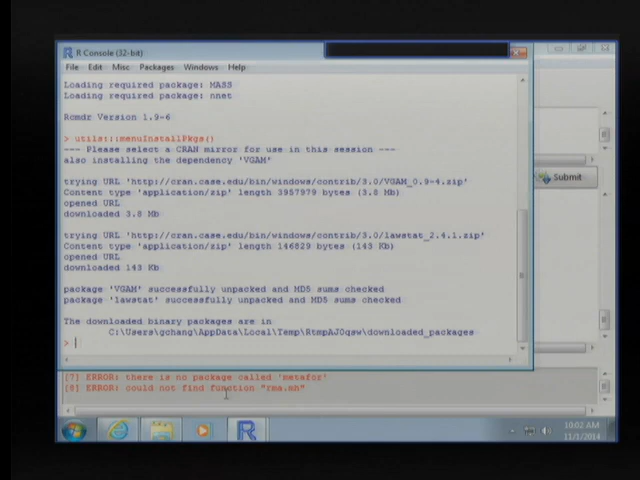 R Console (32-bit)
File Edit Misc Packages Windows Help
Loading required package: MASS
Loading required package: nnet
Rcmdr Version 1.9-6
> utils:::menuInstallPkgs()
--- Please select a CRAN mirror for use in this session ---
also installing the dependency 'VGAM'
trying URL 'http://cran.case.edu/bin/windows/contrib/3.0/VGAM_0.9-4.zip'
Content type 'application/zip' length 3957979 bytes (3.8 Mb)
opened URL
downloaded 3.8 Mb
trying URL 'http://cran.case.edu/bin/windows/contrib/3.0/lawstat_2.4.1.zip'
Content type 'application/zip' length 146829 bytes (143 Kb)
opened URL
downloaded 143 Kb
package 'VGAM' successfully unpacked and MD5 sums checked
package 'lawstat' successfully unpacked and MD5 sums checked
The downloaded binary packages are in
C:\Users\gchang\AppData\Local\Temp\RtmpAJOqsw\downloaded_packages
>
Submit
[7] ERROR: there is no package called 'metafor'
[8] ERROR: could not find function "rma.mh"
10:02 AM
11/1/2014